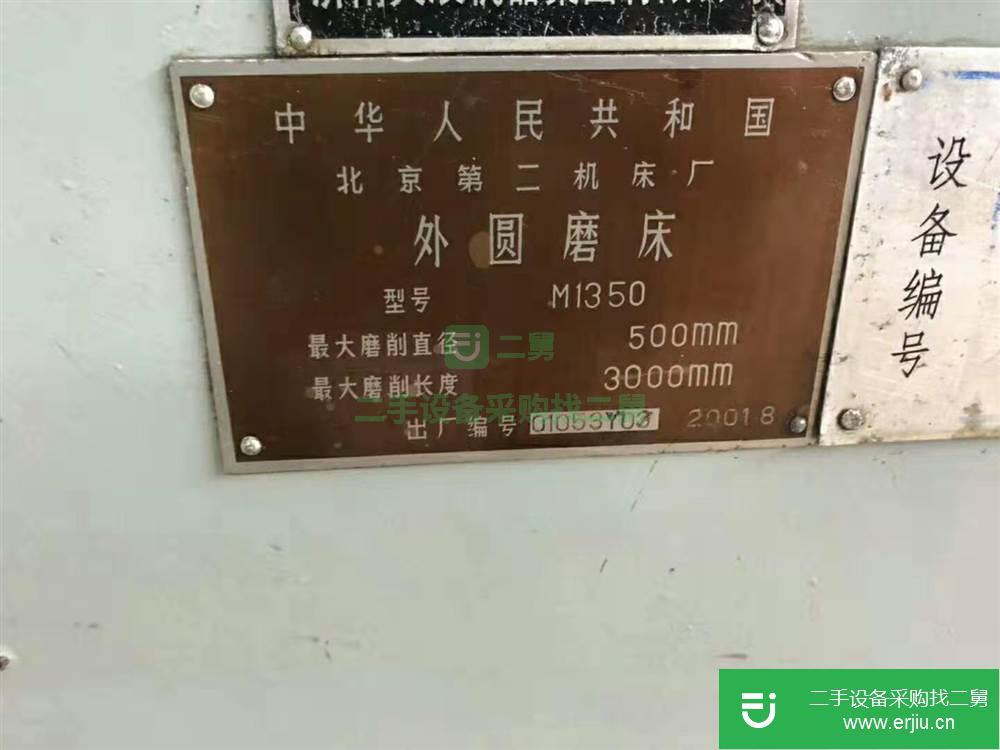 中华人民共和国
北京第二机床厂
外圆磨床
型号 M1350
最大磨削直径 500mm
最大磨削长度 3000mm
出厂编号 01053Y03 20018
设备编号
二舅
二手设备采购找二舅
二手设备采购找二舅
www.erjiu.cn